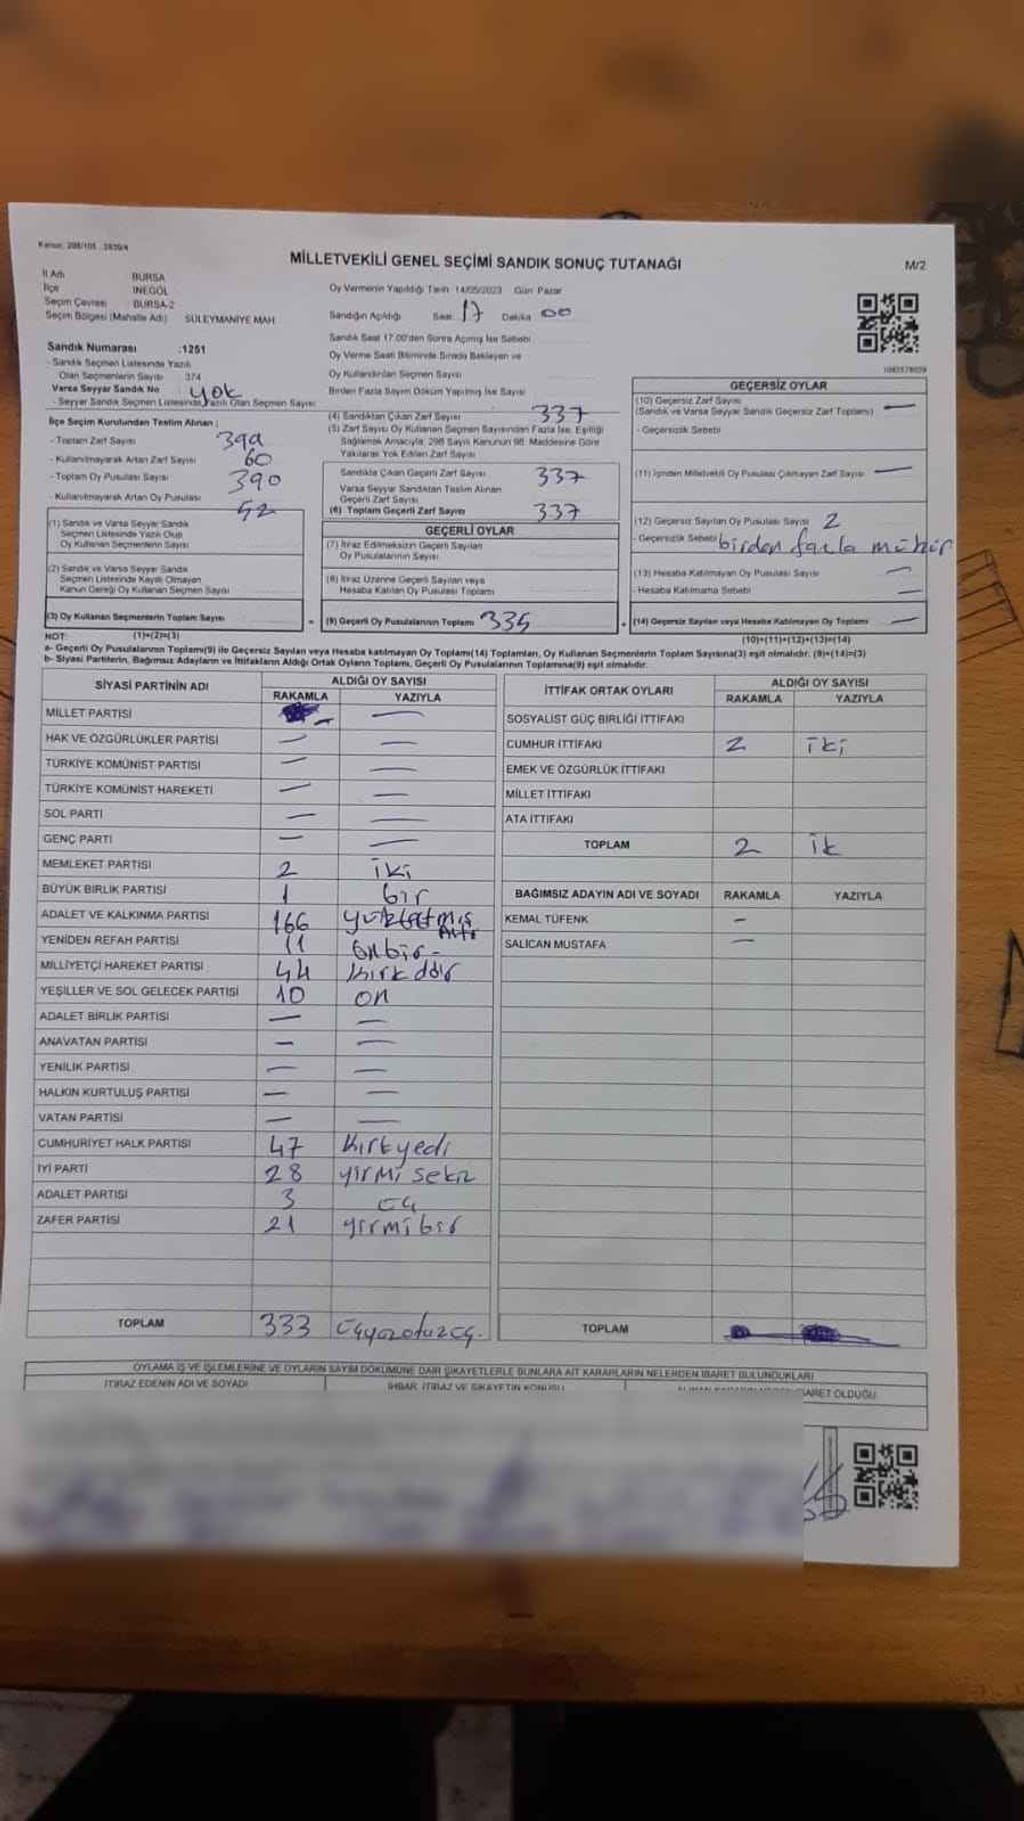 MİLLETVEKİLİ GENEL SEÇİMİ SANDIK SONUÇ TUTANAĞI
M/2
İl Adı BURSA
İlçe İNEGÖL
Seçim Çevresi BURSA-2
Seçim Bölgesi (Mahalle Adı) SÜLEYMANİYE MAH.
Sandık Numarası :1251
- Sandık Seçmen Listesinde Yazılı
Olan Seçmenlerin Sayısı : 374
Varsa Seyyar Sandık No yok
- Seyyar Sandık Seçmen Listesinde Yazılı Olan Seçmen Sayısı
İlçe Seçim Kurulundan Teslim Alınan :
- Toplam Zarf Sayısı
- Kullanılmayarak Artan Zarf Sayısı 60
- Toplam Oy Pusulası Sayısı 390
- Kullanılmayarak Artan Oy Pusulası
Oy Vermenin Yapıldığı Tarih 14/05/2023 Gün Pazar
Sandığın Açıldığı Saat 17 Dakika 00
Sandık Saat 17.00'den Sonra Açılmış İse Sebebi
Oy Verme Saati Bitiminde Sırada Bekleyen ve
Oy Kullandırılan Seçmen Sayısı
Birden Fazla Sayım Döküm Yapılmış İse Sayısı
(4) Sandıktan Çıkan Zarf Sayısı 337
(5) Zarf Sayısı Oy Kullanan Seçmen Sayısından Fazla İse, Eşitliği
Sağlamak Amacıyla; 298 Sayılı Kanunun 98. Maddesine Göre
Yakılarak Yok Edilen Zarf Sayısı
Sandıkta Çıkan Geçerli Zarf Sayısı 337
Varsa Seyyar Sandıktan Teslim Alınan
Geçerli Zarf Sayısı
(6) Toplam Geçerli Zarf Sayısı 337
GEÇERSİZ OYLAR
(10) Geçersiz Zarf Sayısı —
(Sandık ve Varsa Seyyar Sandık Geçersiz Zarf Toplamı)
- Geçersizlik Sebebi
(11) İçinden Milletvekili Oy Pusulası Çıkmayan Zarf Sayısı —
(12) Geçersiz Sayılan Oy Pusulası Sayısı 2
- Geçersizlik Sebebi birden fazla mühür
(13) Hesaba Katılmayan Oy Pusulası Sayısı —
- Hesaba Katılmama Sebebi —
(14) Geçersiz Sayılan veya Hesaba Katılmayan Oy Toplamı —
(10)+(11)+(12)+(13)=(14)
(1) Sandık ve Varsa Seyyar Sandık
Seçmen Listesinde Yazılı Olup
Oy Kullanan Seçmenlerin Sayısı
(2) Sandık ve Varsa Seyyar Sandık
Seçmen Listesinde Kaydı Olmayan
Kanun Gereği Oy Kullanan Seçmen Sayısı
(3) Oy Kullanan Seçmenlerin Toplam Sayısı
(1)+(2)=(3)
GEÇERLİ OYLAR
(7) İtiraz Edilmeksizin Geçerli Sayılan
Oy Pusulalarının Sayısı
(8) İtiraz Üzerine Geçerli Sayılan veya
Hesaba Katılan Oy Pusulası Toplamı
(9) Geçerli Oy Pusulalarının Toplamı 335
NOT:
a- Geçerli Oy Pusulalarının Toplamı(9) ile Geçersiz Sayılan veya Hesaba katılmayan Oy Toplamı(14) Toplamları, Oy Kullanan Seçmenlerin Toplam Sayısına(3) eşit olmalıdır. (9)+(14)=(3)
b- Siyasi Partilerin, Bağımsız Adayların ve İttifakların Aldığı Ortak Oyların Toplamı, Geçerli Oy Pusulalarının Toplamına(9) eşit olmalıdır.
SİYASİ PARTİNİN ADI ALDIĞI OY SAYISI
RAKAMLA YAZIYLA
MİLLET PARTİSİ — —
HAK VE ÖZGÜRLÜKLER PARTİSİ — —
TÜRKİYE KOMÜNİST PARTİSİ — —
TÜRKİYE KOMÜNİST HAREKETİ — —
SOL PARTİ — —
GENÇ PARTİ — —
MEMLEKET PARTİSİ 2 iki
BÜYÜK BİRLİK PARTİSİ 1 bir
ADALET VE KALKINMA PARTİSİ 166
YENİDEN REFAH PARTİSİ 11 Onbir -
MİLLİYETÇİ HAREKET PARTİSİ 44 kırk dör
YEŞİLLER VE SOL GELECEK PARTİSİ 10 on
ADALET BİRLİK PARTİSİ — —
ANAVATAN PARTİSİ — —
YENİLİK PARTİSİ — —
HALKIN KURTULUŞ PARTİSİ — —
VATAN PARTİSİ — —
CUMHURİYET HALK PARTİSİ 47 Kırkyedi
İYİ PARTİ 28 yirmi sekiz
ADALET PARTİSİ 3 üç
ZAFER PARTİSİ 21 yirmibir
TOPLAM 333 üçyüzotuzüç.
İTTİFAK ORTAK OYLARI ALDIĞI OY SAYISI
RAKAMLA YAZIYLA
SOSYALİST GÜÇ BİRLİĞİ İTTİFAKI
CUMHUR İTTİFAKI 2 iki
EMEK VE ÖZGÜRLÜK İTTİFAKI
MİLLET İTTİFAKI
ATA İTTİFAKI
TOPLAM 2 ik
BAĞIMSIZ ADAYIN ADI VE SOYADI RAKAMLA YAZIYLA
KEMAL TÜFENK —
SALİCAN MUSTAFA —
TOPLAM
OYLAMA İŞ VE İŞLEMLERİNE VE OYLARIN SAYIM DÖKÜMÜNE DAİR ŞİKAYETLERLE BUNLARA AİT KARARLARIN NELERDEN İBARET BULUNDUKLARI
İTİRAZ EDENİN ADI VE SOYADI İHBAR, İTİRAZ VE ŞİKAYETİN KONUSU